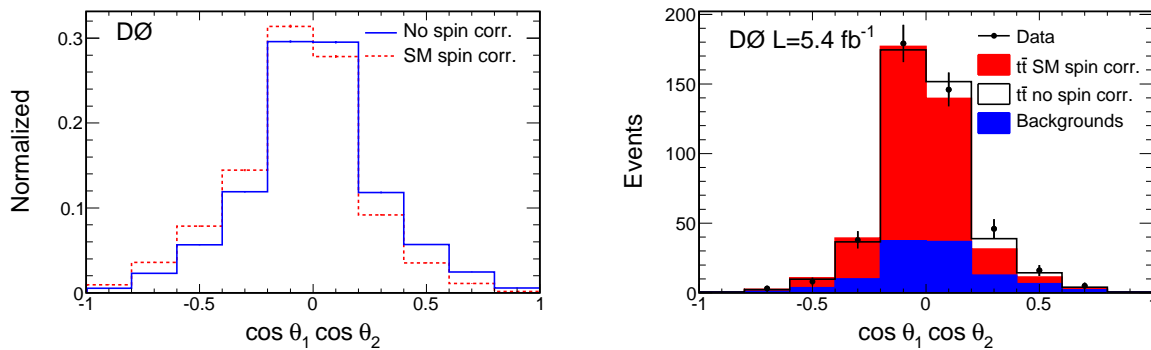 DØ
No spin corr.
SM spin corr.
Normalized
0.3
0.2
0.1
0
-1
-0.5
0
0.5
1
cos θ1 cos θ2
DØ L=5.4 fb-1
Data
tt̄ SM spin corr.
tt̄ no spin corr.
Backgrounds
Events
200
150
100
50
0
-1
-0.5
0
0.5
1
cos θ1 cos θ2